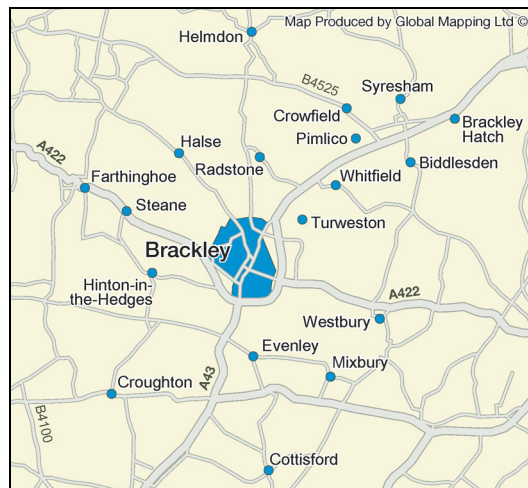 Map Produced by Global Mapping Ltd ©
Helmdon
B4525
Syresham
Crowfield
Brackley
Hatch
Pimlico
A422
Halse
Radstone
Biddlesden
Farthinghoe
Whitfield
Steane
Turweston
Brackley
Hinton-in-
the-Hedges
A422
Westbury
Evenley
Mixbury
A43
Croughton
B4100
Cottisford